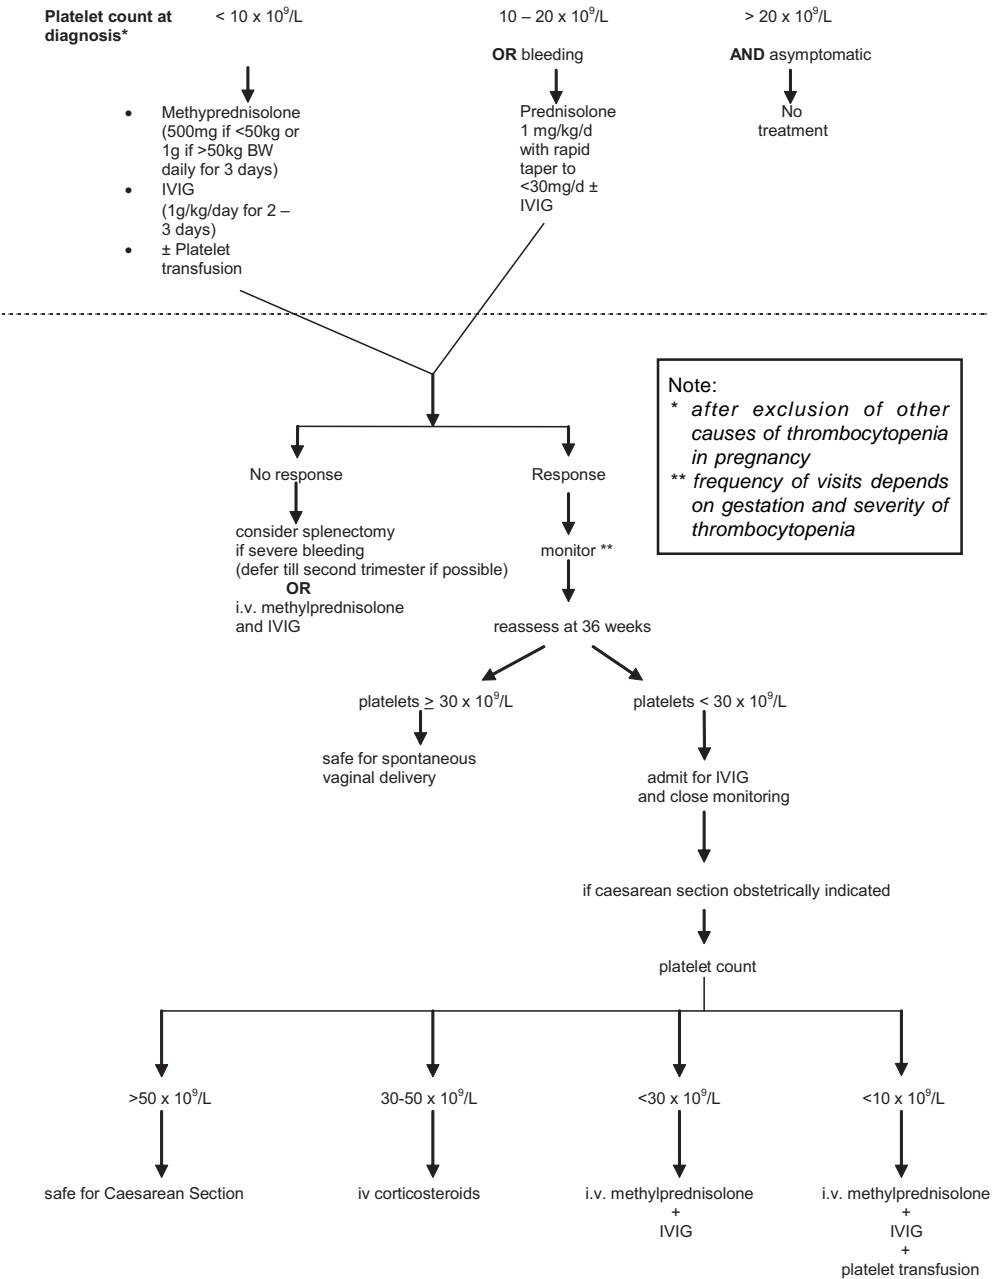 Platelet count at
diagnosis*
< 10 x 10⁹/L
10 – 20 x 10⁹/L
> 20 x 10⁹/L
OR bleeding
AND asymptomatic
• Methyprednisolone
(500mg if <50kg or
1g if >50kg BW
daily for 3 days)
• IVIG
(1g/kg/day for 2 –
3 days)
• ± Platelet
transfusion
Prednisolone
1 mg/kg/d
with rapid
taper to
<30mg/d ±
IVIG
No
treatment
Note:
* after exclusion of other
causes of thrombocytopenia
in pregnancy
** frequency of visits depends
on gestation and severity of
thrombocytopenia
No response
Response
consider splenectomy
if severe bleeding
(defer till second trimester if possible)
OR
i.v. methylprednisolone
and IVIG
monitor **
reassess at 36 weeks
platelets ≥ 30 x 10⁹/L
platelets < 30 x 10⁹/L
safe for spontaneous
vaginal delivery
admit for IVIG
and close monitoring
if caesarean section obstetrically indicated
platelet count
>50 x 10⁹/L
30-50 x 10⁹/L
<30 x 10⁹/L
<10 x 10⁹/L
safe for Caesarean Section
iv corticosteroids
i.v. methylprednisolone
+
IVIG
i.v. methylprednisolone
+
IVIG
+
platelet transfusion